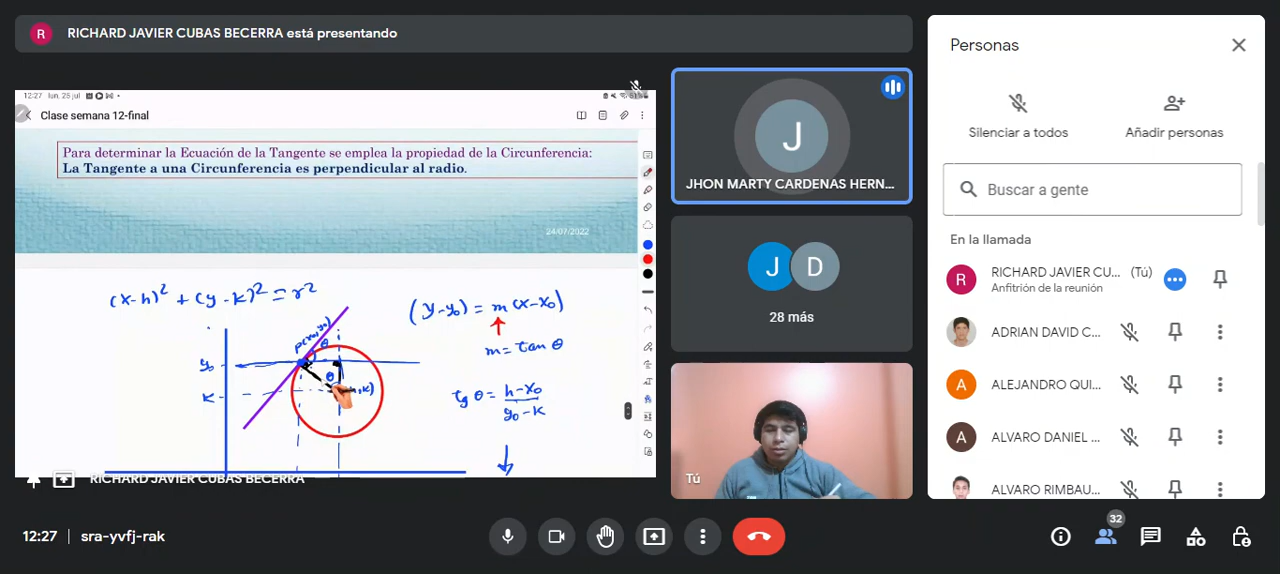 RICHARD JAVIER CUBAS BECERRA está presentando
12:27 lun, 25 jul
Clase semana 12-final
Para determinar la Ecuación de la Tangente se emplea la propiedad de la Circunferencia:
La Tangente a una Circunferencia es perpendicular al radio.
24/07/2022
(x-h)² + (y-k)² = r²
(y-y₀) = m(x-x₀)
P(x₀,y₀)
θ
m = tan θ
y₀
θ
K
,k)
tg θ = h-x₀
y₀-k
RICHARD JAVIER CUBAS BECERRA
J
JHON MARTY CARDENAS HERN...
J D
28 más
Tú
Personas
Silenciar a todos
Añadir personas
Buscar a gente
En la llamada
R
RICHARD JAVIER CU... (Tú)
Anfitrión de la reunión
ADRIAN DAVID C...
A
ALEJANDRO QUI...
A
ALVARO DANIEL ...
ALVARO RIMBAU...
12:27 sra-yvfj-rak
32